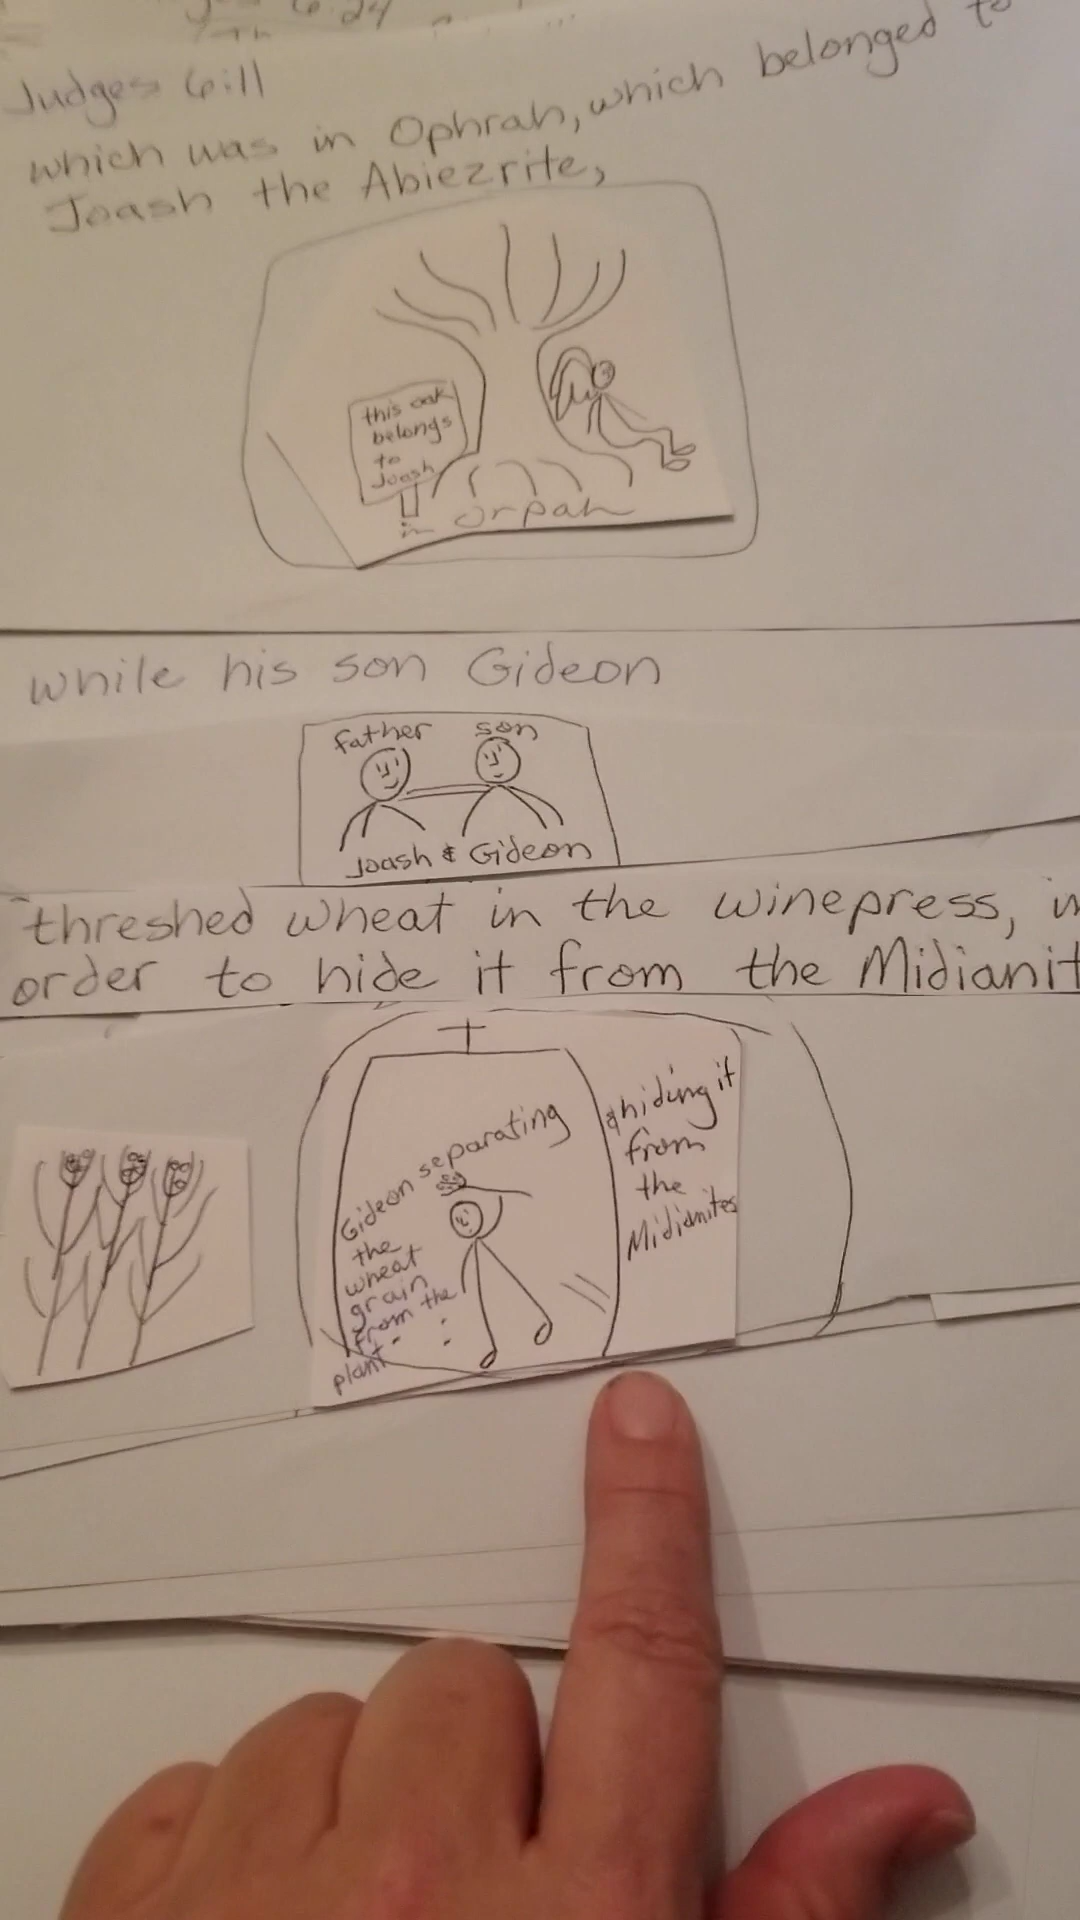 6:24
Judges 6:11
which was in Ophrah, which belonged to
Joash the Abiezrite,
this oak
belongs
to
Joash
in Orpah
while his son Gideon
father son
Joash & Gideon
threshed wheat in the winepress, in
order to hide it from the Midianit
Gideon separating
the
wheat
grain
from the
plant
& hiding it
from
the
Midianites